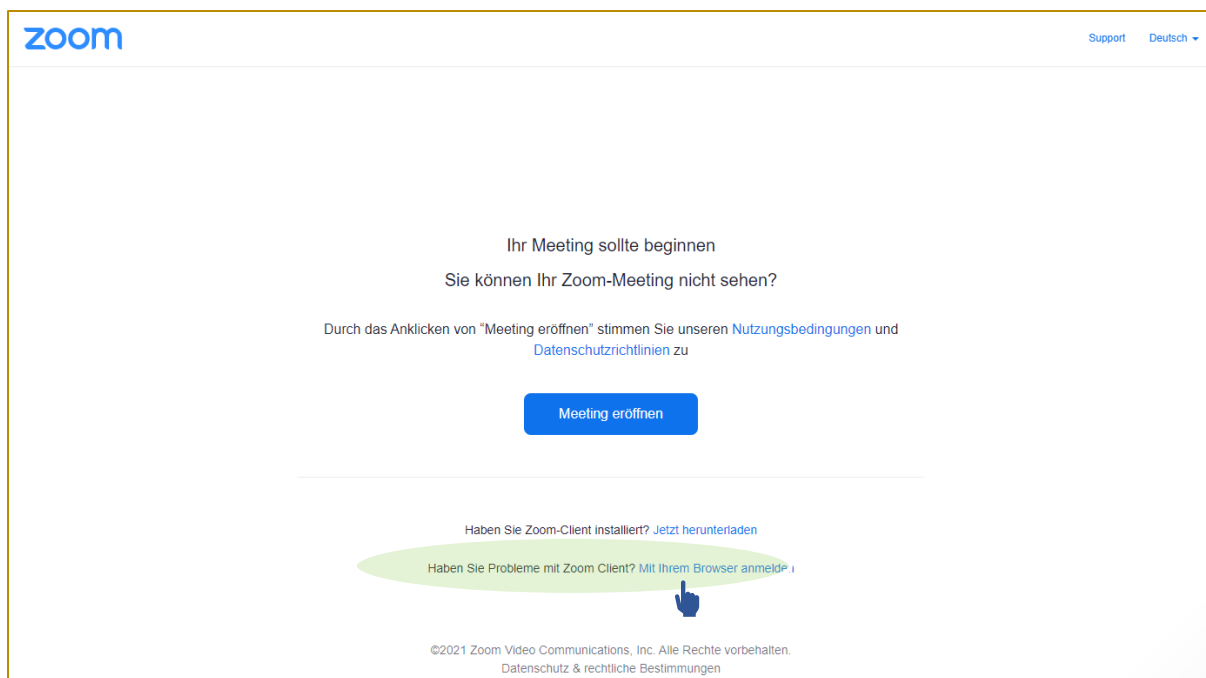 zoom
Support Deutsch
Ihr Meeting sollte beginnen
Sie können Ihr Zoom-Meeting nicht sehen?
Durch das Anklicken von “Meeting eröffnen” stimmen Sie unseren Nutzungsbedingungen und
Datenschutzrichtlinien zu
Meeting eröffnen
Haben Sie Zoom-Client installiert? Jetzt herunterladen
Haben Sie Probleme mit Zoom Client? Mit Ihrem Browser anmelden
©2021 Zoom Video Communications, Inc. Alle Rechte vorbehalten.
Datenschutz & rechtliche Bestimmungen